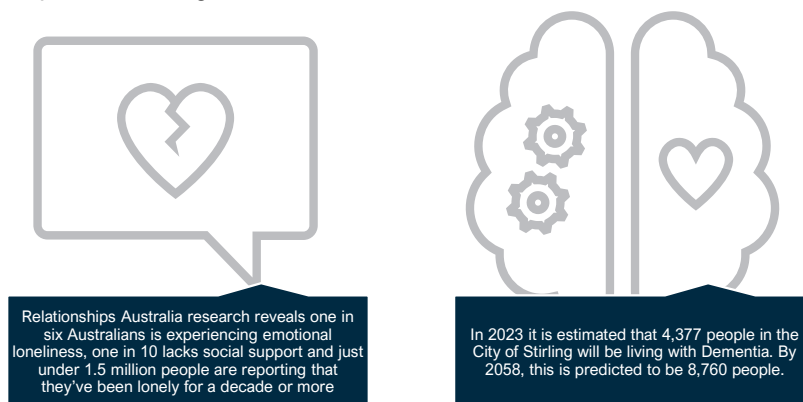 Relationships Australia research reveals one in
six Australians is experiencing emotional
loneliness, one in 10 lacks social support and just
under 1.5 million people are reporting that
they've been lonely for a decade or more
In 2023 it is estimated that 4,377 people in the
City of Stirling will be living with Dementia. By
2058, this is predicted to be 8,760 people.